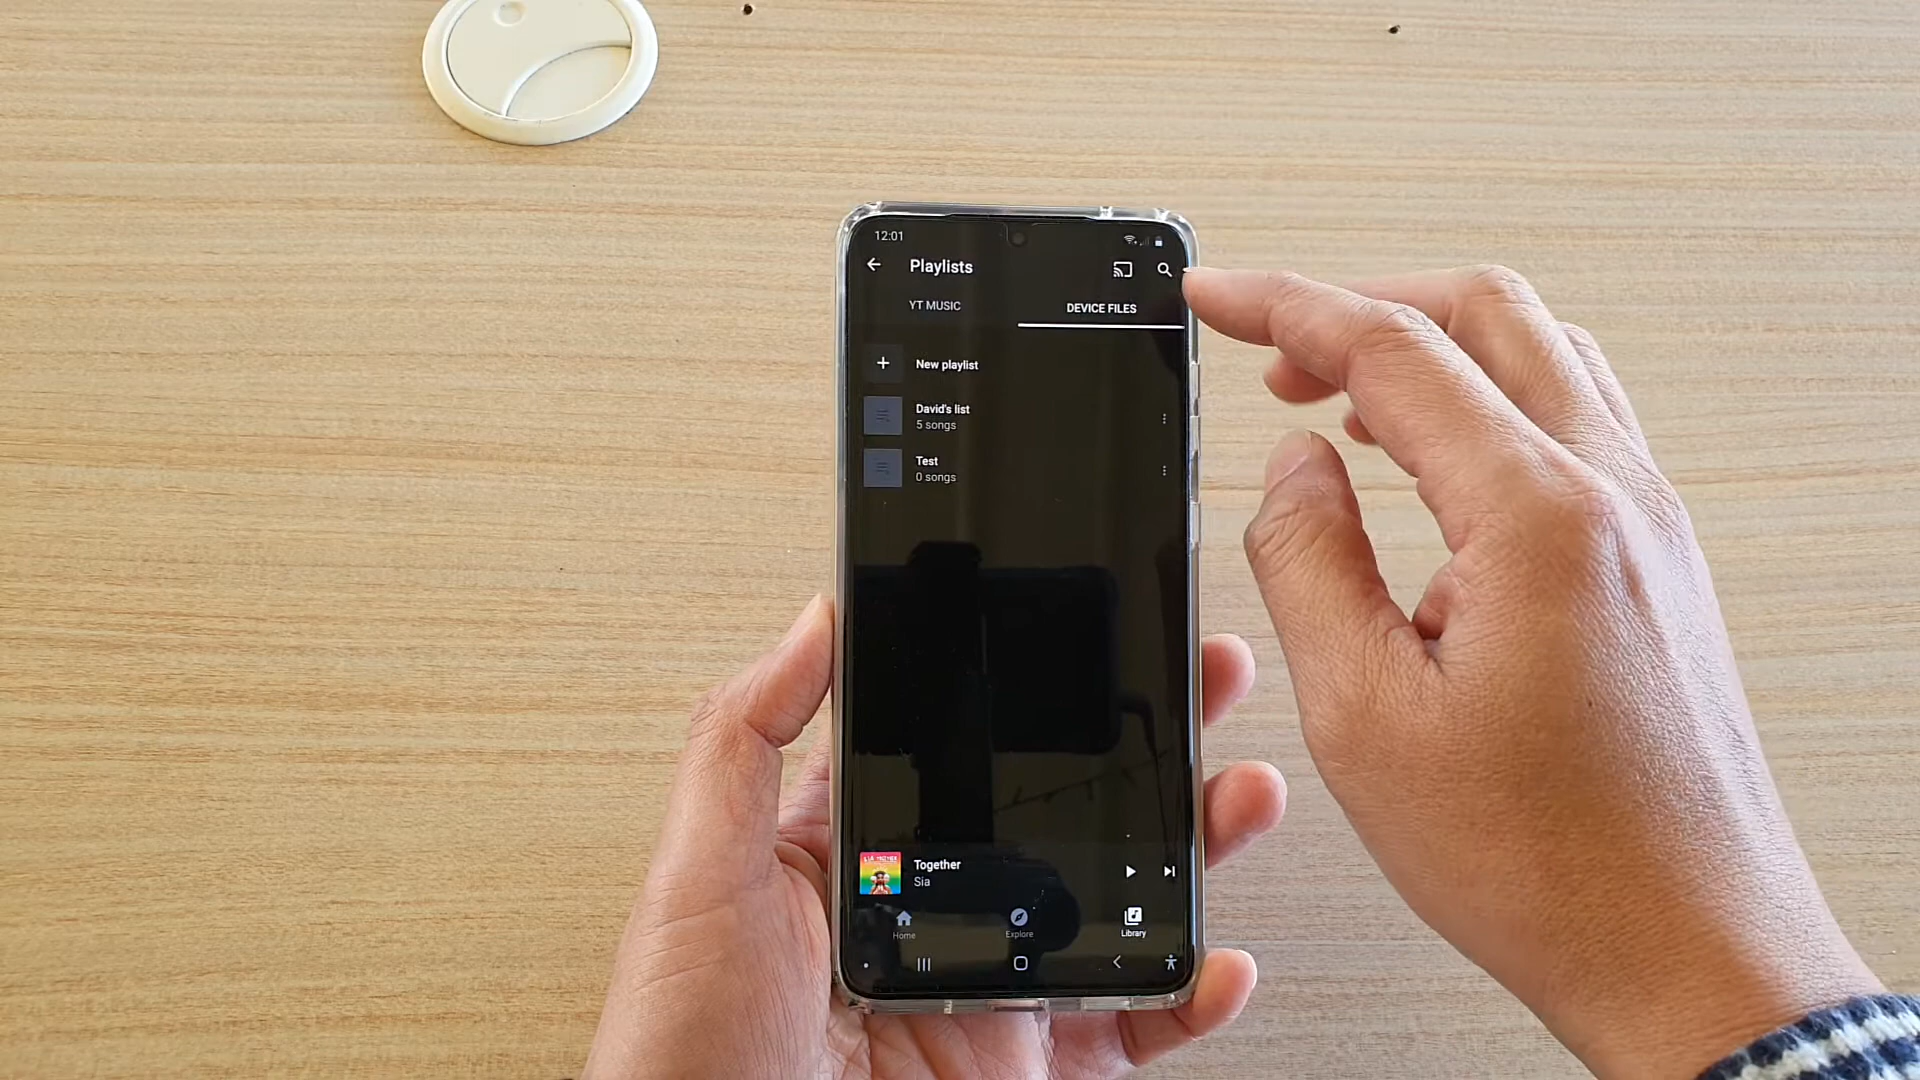 12:01
Playlists
YT MUSIC
DEVICE FILES
New playlist
David's list
5 songs
Test
0 songs
Together
Sia
Home
Explore
Library